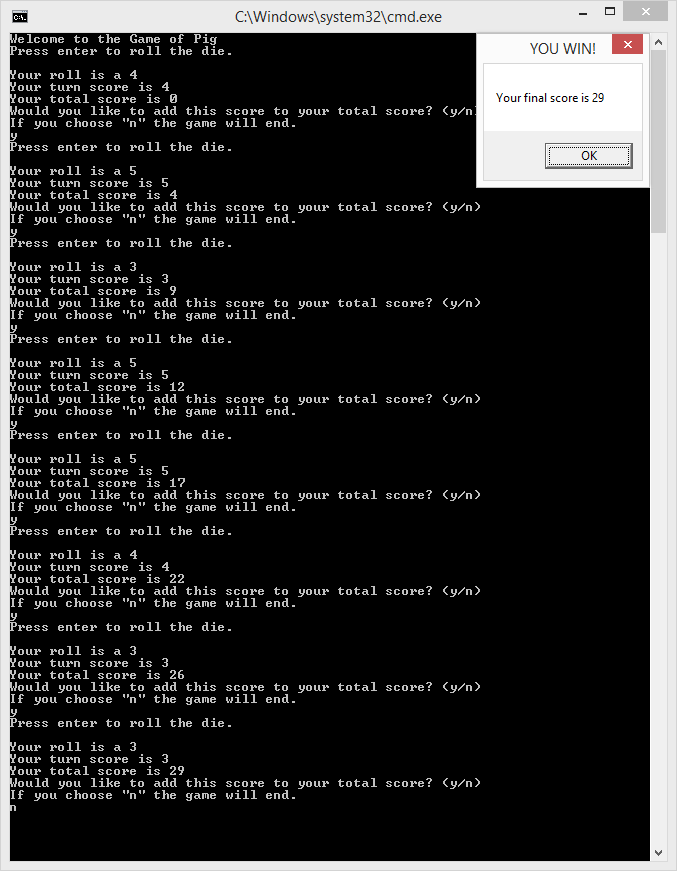 C:\Windows\system32\cmd.exe
Welcome to the Game of Pig
Press enter to roll the die.
Your roll is a 4
Your turn score is 4
Your total score is 0
Would you like to add this score to your total score? (y/n)
If you choose "n" the game will end.
y
Press enter to roll the die.
Your roll is a 5
Your turn score is 5
Your total score is 4
Would you like to add this score to your total score? (y/n)
If you choose "n" the game will end.
y
Press enter to roll the die.
Your roll is a 3
Your turn score is 3
Your total score is 9
Would you like to add this score to your total score? (y/n)
If you choose "n" the game will end.
y
Press enter to roll the die.
Your roll is a 5
Your turn score is 5
Your total score is 12
Would you like to add this score to your total score? (y/n)
If you choose "n" the game will end.
y
Press enter to roll the die.
Your roll is a 5
Your turn score is 5
Your total score is 17
Would you like to add this score to your total score? (y/n)
If you choose "n" the game will end.
y
Press enter to roll the die.
Your roll is a 4
Your turn score is 4
Your total score is 22
Would you like to add this score to your total score? (y/n)
If you choose "n" the game will end.
y
Press enter to roll the die.
Your roll is a 3
Your turn score is 3
Your total score is 26
Would you like to add this score to your total score? (y/n)
If you choose "n" the game will end.
y
Press enter to roll the die.
Your roll is a 3
Your turn score is 3
Your total score is 29
Would you like to add this score to your total score? (y/n)
If you choose "n" the game will end.
n
YOU WIN!
Your final score is 29
OK